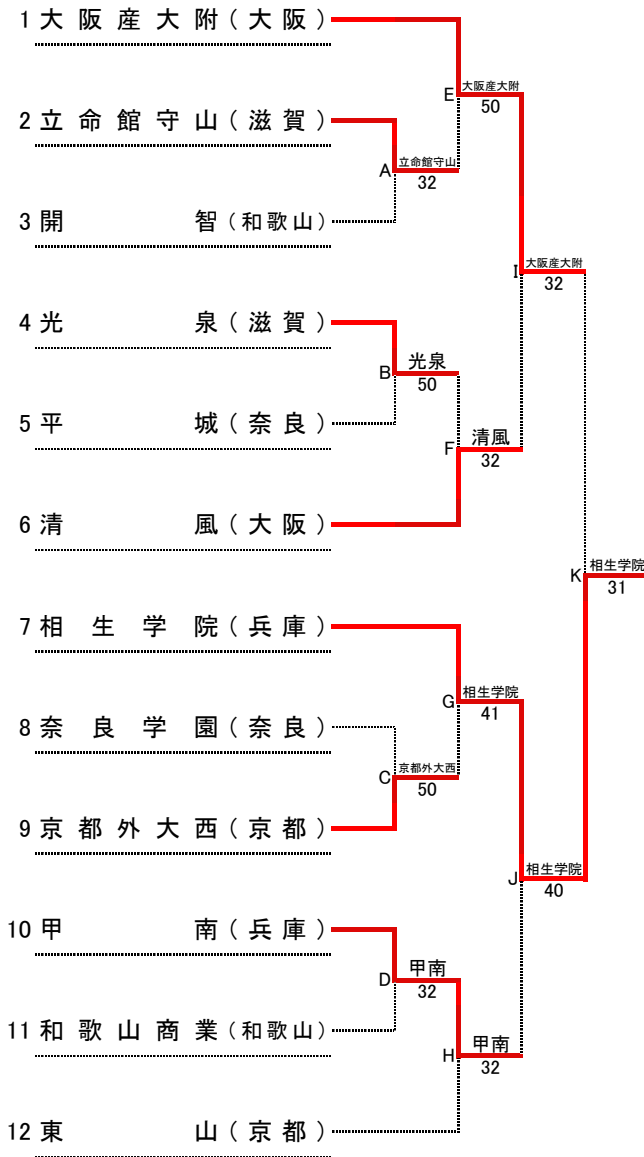 1 大阪産大附(大阪)
E 大阪産大附
50
2 立命館守山(滋賀)
A 立命館守山
32
3 開智(和歌山)
I 大阪産大附
32
4 光泉(滋賀)
B 光泉
50
5 平城(奈良)
F 清風
32
6 清風(大阪)
K 相生学院
31
7 相生学院(兵庫)
G 相生学院
41
8 奈良学園(奈良)
C 京都外大西
50
9 京都外大西(京都)
J 相生学院
40
10 甲南(兵庫)
D 甲南
32
11 和歌山商業(和歌山)
H 甲南
32
12 東山(京都)